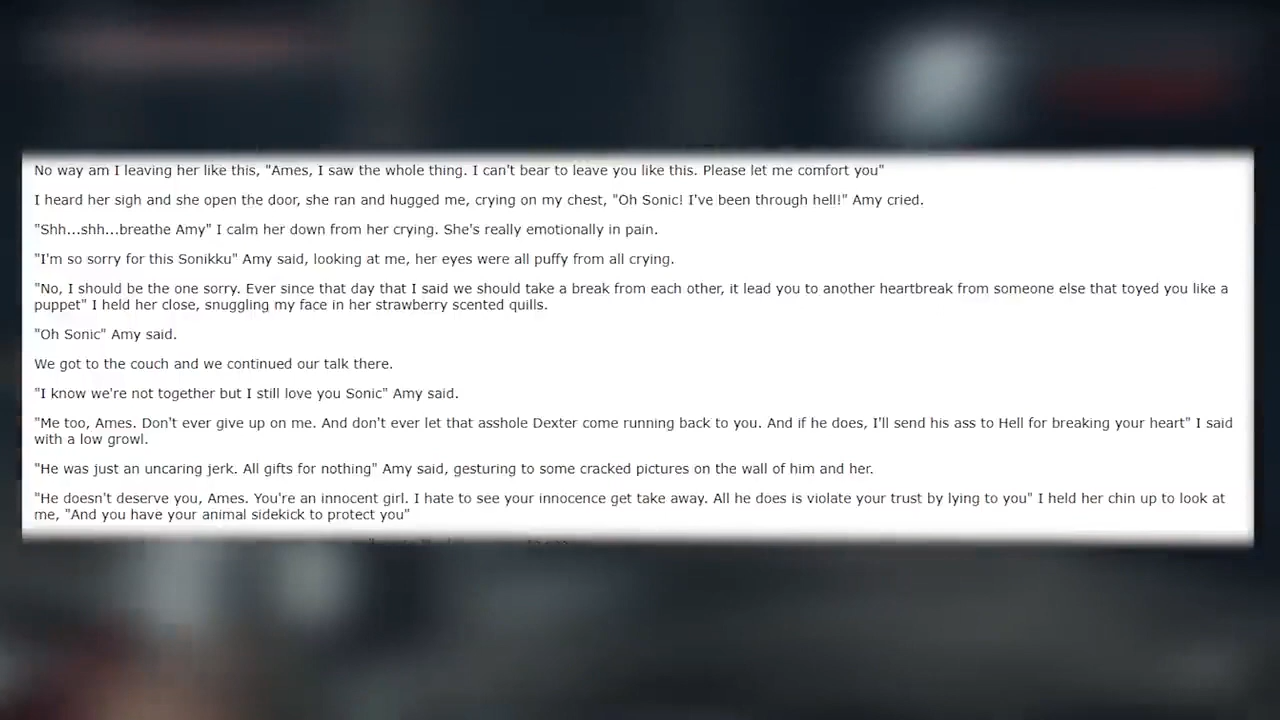 No way am I leaving her like this, "Ames, I saw the whole thing. I can't bear to leave you like this. Please let me comfort you"
I heard her sigh and she open the door, she ran and hugged me, crying on my chest, "Oh Sonic! I've been through hell!" Amy cried.
"Shh...shh...breathe Amy" I calm her down from her crying. She's really emotionally in pain.
"I'm so sorry for this Sonikku" Amy said, looking at me, her eyes were all puffy from all crying.
"No, I should be the one sorry. Ever since that day that I said we should take a break from each other, it lead you to another heartbreak from someone else that toyed you like a
puppet" I held her close, snuggling my face in her strawberry scented quills.
"Oh Sonic" Amy said.
We got to the couch and we continued our talk there.
"I know we're not together but I still love you Sonic" Amy said.
"Me too, Ames. Don't ever give up on me. And don't ever let that asshole Dexter come running back to you. And if he does, I'll send his ass to Hell for breaking your heart" I said
with a low growl.
"He was just an uncaring jerk. All gifts for nothing" Amy said, gesturing to some cracked pictures on the wall of him and her.
"He doesn't deserve you, Ames. You're an innocent girl. I hate to see your innocence get take away. All he does is violate your trust by lying to you" I held her chin up to look at
me, "And you have your animal sidekick to protect you"